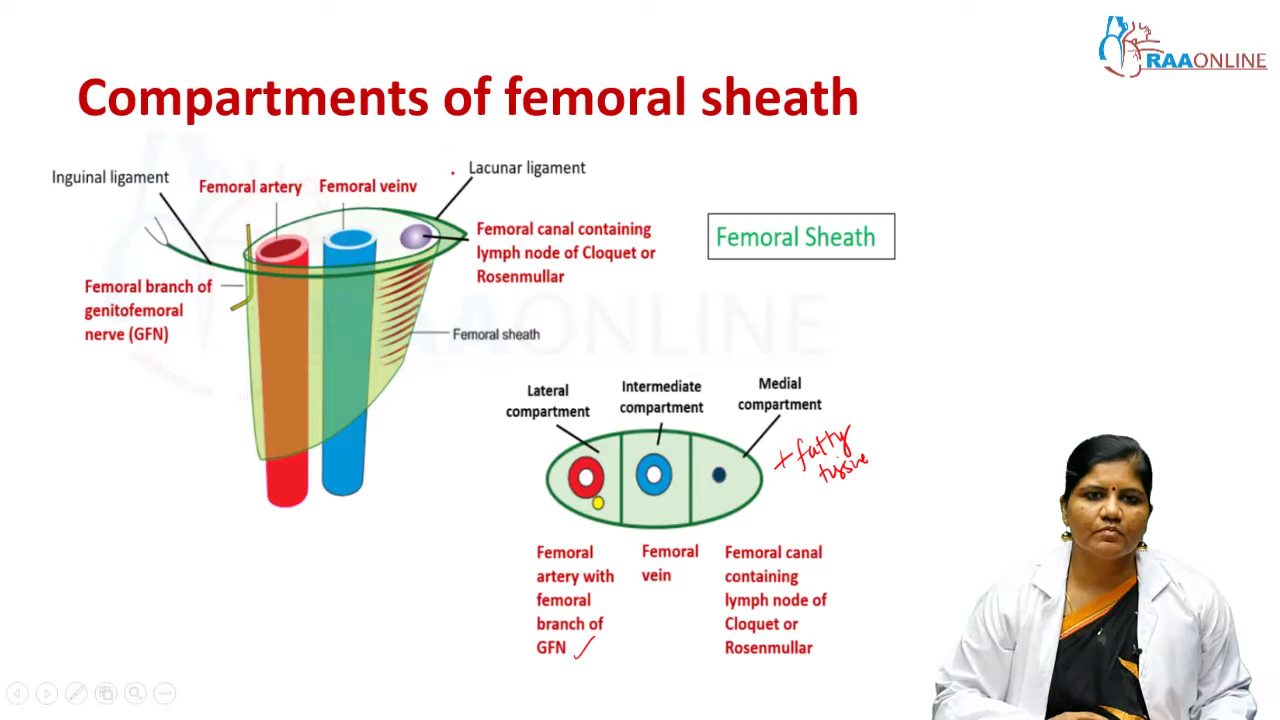 RAAONLINE
Compartments of femoral sheath
Inguinal ligament
Femoral artery
Femoral veinv
Lacunar ligament
Femoral canal containing
lymph node of Cloquet or
Rosenmullar
Femoral Sheath
Femoral branch of
genitofemoral
nerve (GFN)
Femoral sheath
RAAONLINE
Lateral
compartment
Intermediate
compartment
Medial
compartment
+ fatty
tissue
Femoral
artery with
femoral
branch of
GFN
Femoral
vein
Femoral canal
containing
lymph node of
Cloquet or
Rosenmullar